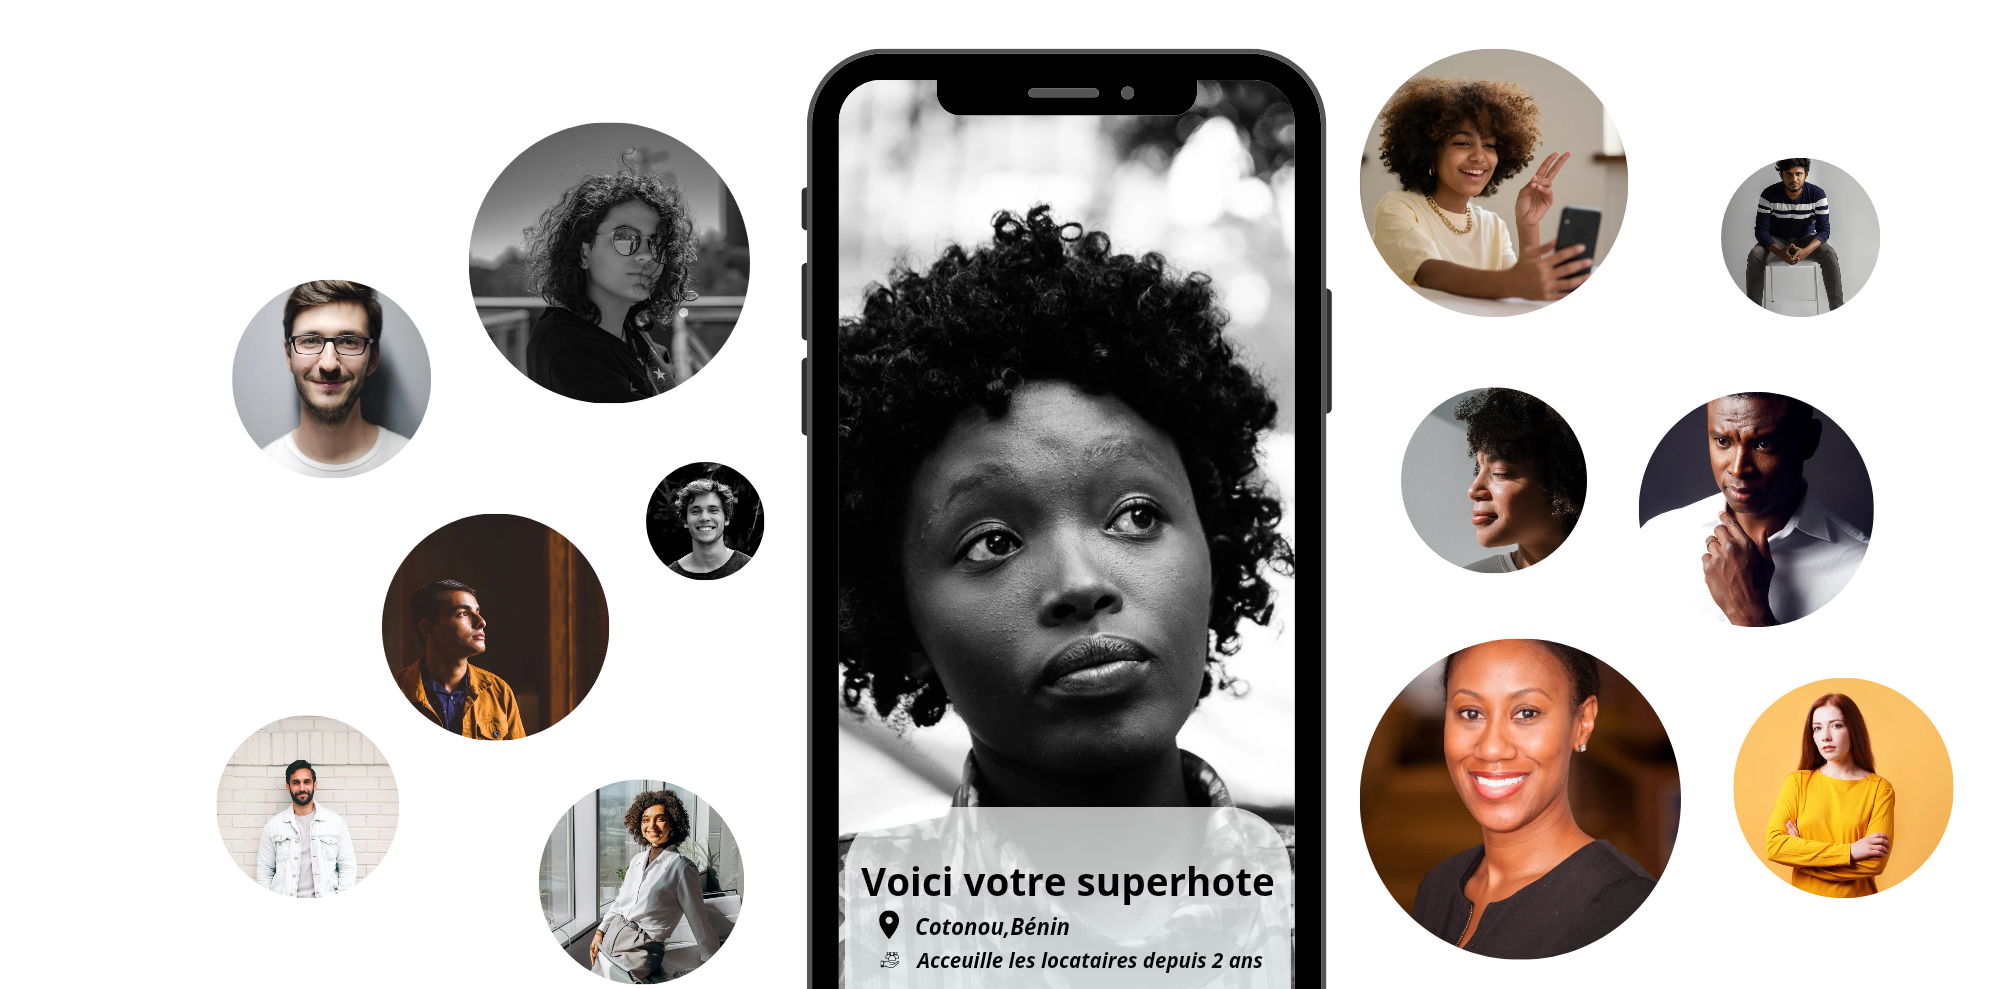 Voici votre superhote
Cotonou,Bénin
Acceuille les locataires depuis 2 ans